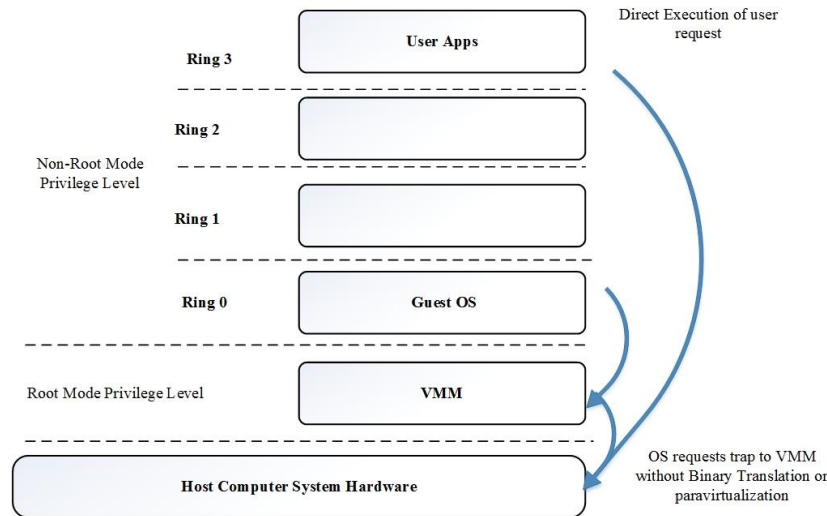 Direct Execution of user
request
User Apps
Ring 3
Ring 2
Non-Root Mode
Privilege Level
Ring 1
Ring 0
Guest OS
Root Mode Privilege Level
VMM
Host Computer System Hardware
OS requests trap to VMM
without Binary Translation or
paravirtualization